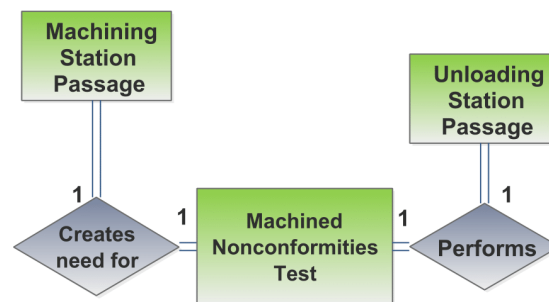 Machining
Station
Passage
Unloading
Station
Passage
1
1
1
1
Creates
need for
Machined
Nonconformities
Test
Performs